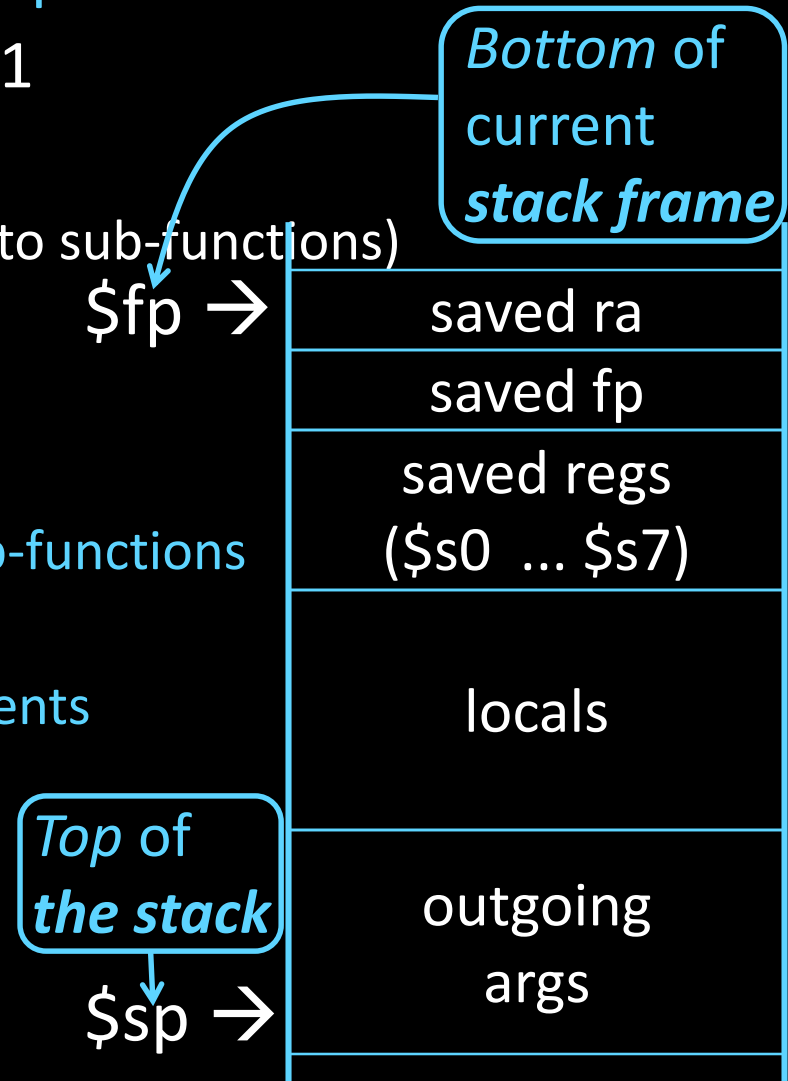 1
Bottom of
current
stack frame
to sub-functions)
$fp →
saved ra
saved fp
saved regs
($s0 ... $s7)
-functions
locals
ents
Top of
the stack
outgoing
args
$sp →